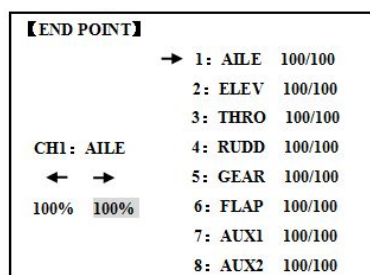 【END POINT】
→ 1: AILE 100/100
2: ELEV 100/100
3: THRO 100/100
CH1: AILE
← →
100% 100%
4: RUDD 100/100
5: GEAR 100/100
6: FLAP 100/100
7: AUX1 100/100
8: AUX2 100/100